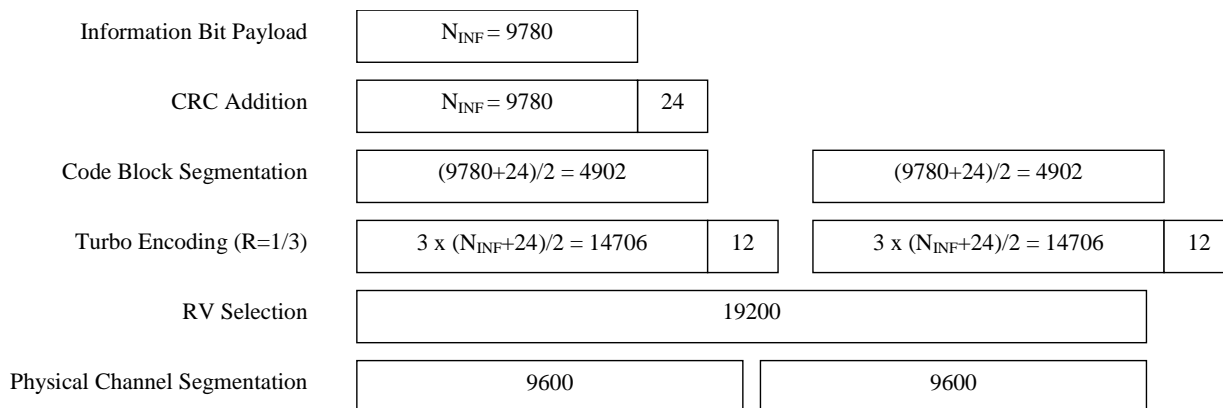 Information Bit Payload N_INF = 9780
CRC Addition N_INF = 9780 24
Code Block Segmentation (9780+24)/2 = 4902 (9780+24)/2 = 4902
Turbo Encoding (R=1/3) 3 x (N_INF+24)/2 = 14706 12 3 x (N_INF+24)/2 = 14706 12
RV Selection 19200
Physical Channel Segmentation 9600 9600